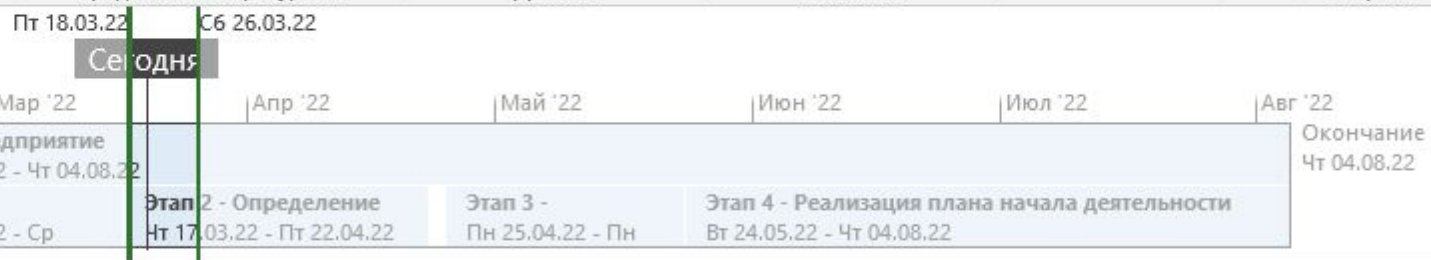 Пт 18.03.22
Сб 26.03.22
Сегодня
Мар '22
Апр '22
Май '22
Июн '22
Июл '22
Авг '22
дприятие
2 - Чт 04.08.22
Окончание
Чт 04.08.22
2 - Ср
Этап 2 - Определение
Чт 17.03.22 - Пт 22.04.22
Этап 3 -
Пн 25.04.22 - Пн
Этап 4 - Реализация плана начала деятельности
Вт 24.05.22 - Чт 04.08.22